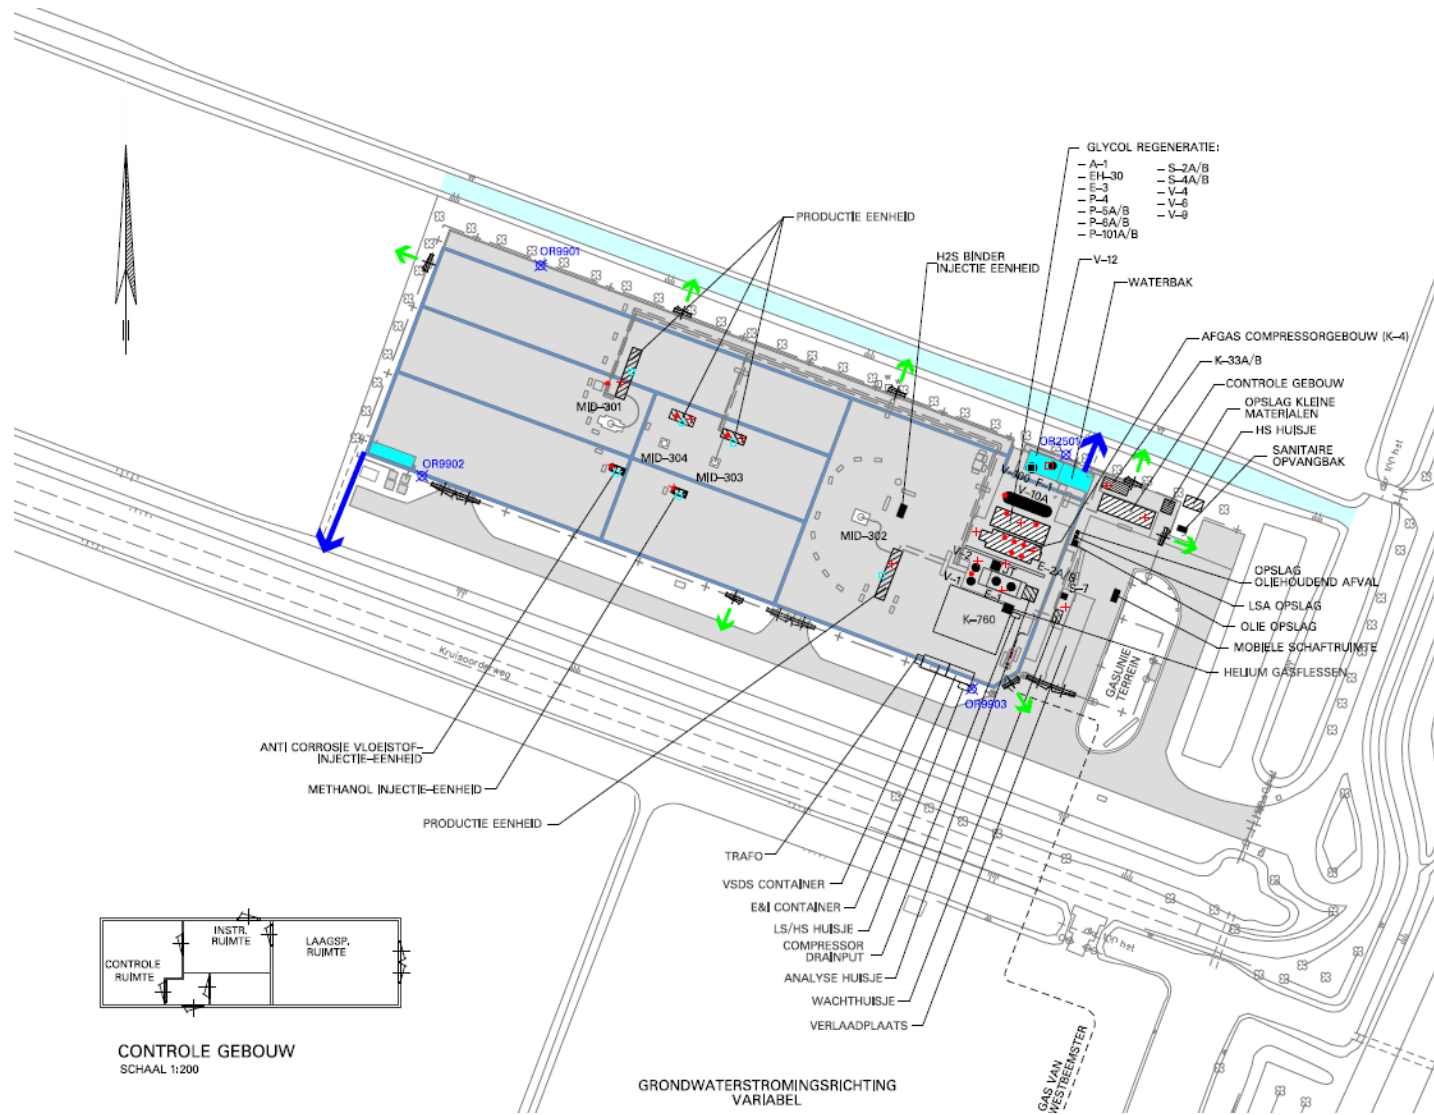 GLYCOL REGENERATIE:
– A–1
– EH–30
– E–3
– P–4
– P–5A/B
– P–6A/B
– P–101A/B
– S–2A/B
– S–4A/B
– V–4
– V–6
– V–9
PRODUCTIE EENHEID
OR9901
H2S BINDER
INJECTIE EENHEID
V–12
WATERBAK
AFGAS COMPRESSORGEBOUW (K–4)
K–33A/B
CONTROLE GEBOUW
OPSLAG KLEINE
MATERIALEN
HS HUISJE
SANITAIRE
OPVANGBAK
MID–301
MID–304
MID–303
OR9902
OR2501
V–100
F–1
V–10A
MID–302
V–2
V–1
E–2A/B
E–1
K–760
OPSLAG
OLIEHOUDEND AFVAL
LSA OPSLAG
OLIE OPSLAG
MOBIELE SCHAFTRUIMTE
HELIUM GASFLESSEN
GASUNIE
TERREIN
OR9903
Kruisoorderweg
ANTI CORROSIE VLOEISTOF–
INJECTIE–EENHEID
METHANOL INJECTIE–EENHEID
PRODUCTIE EENHEID
TRAFO
VSDS CONTAINER
E&I CONTAINER
LS/HS HUISJE
COMPRESSOR
DRAINPUT
ANALYSE HUISJE
WACHTHUISJE
VERLAADPLAATS
INSTR.
RUIMTE
LAAGSP.
RUIMTE
CONTROLE
RUIMTE
CONTROLE GEBOUW
SCHAAL 1:200
GRONDWATERSTROMINGSRICHTING
VARIABEL
GAS VAN
WESTBEEMSTER